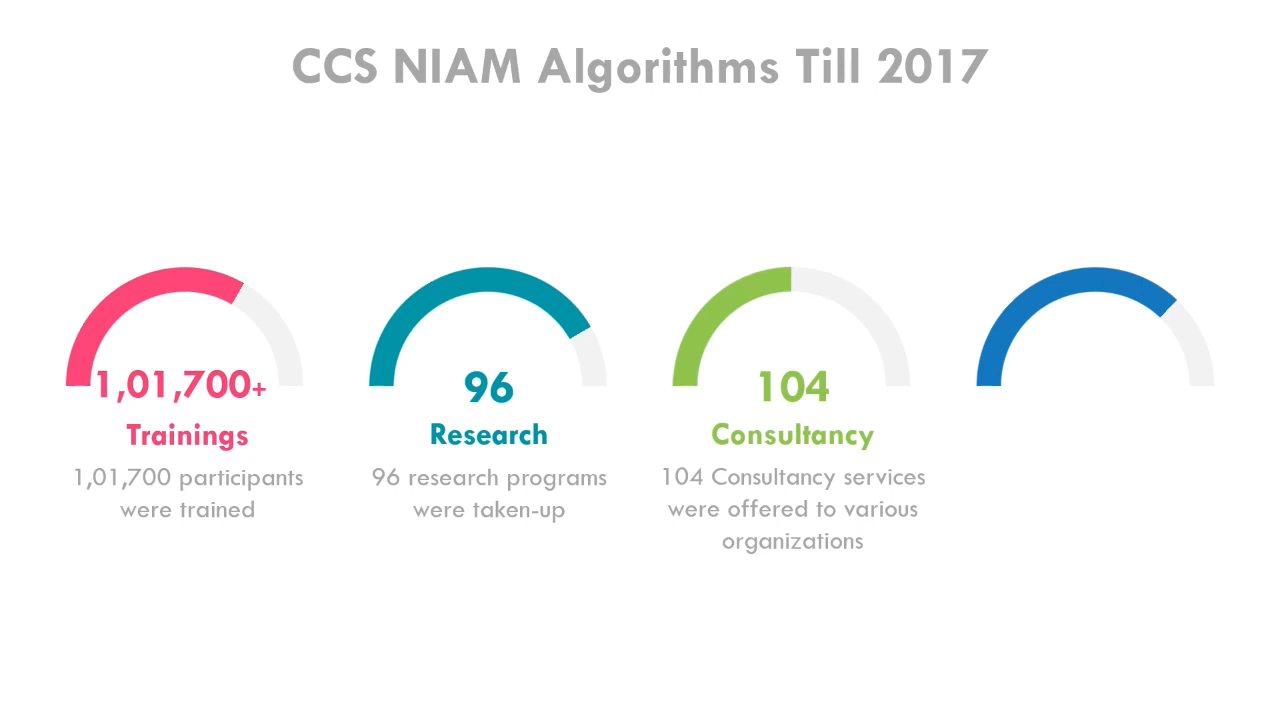 CCS NIAM Algorithms Till 2017
1,01,700+
Trainings
1,01,700 participants
were trained
96
Research
96 research programs
were taken-up
104
Consultancy
104 Consultancy services
were offered to various
organizations